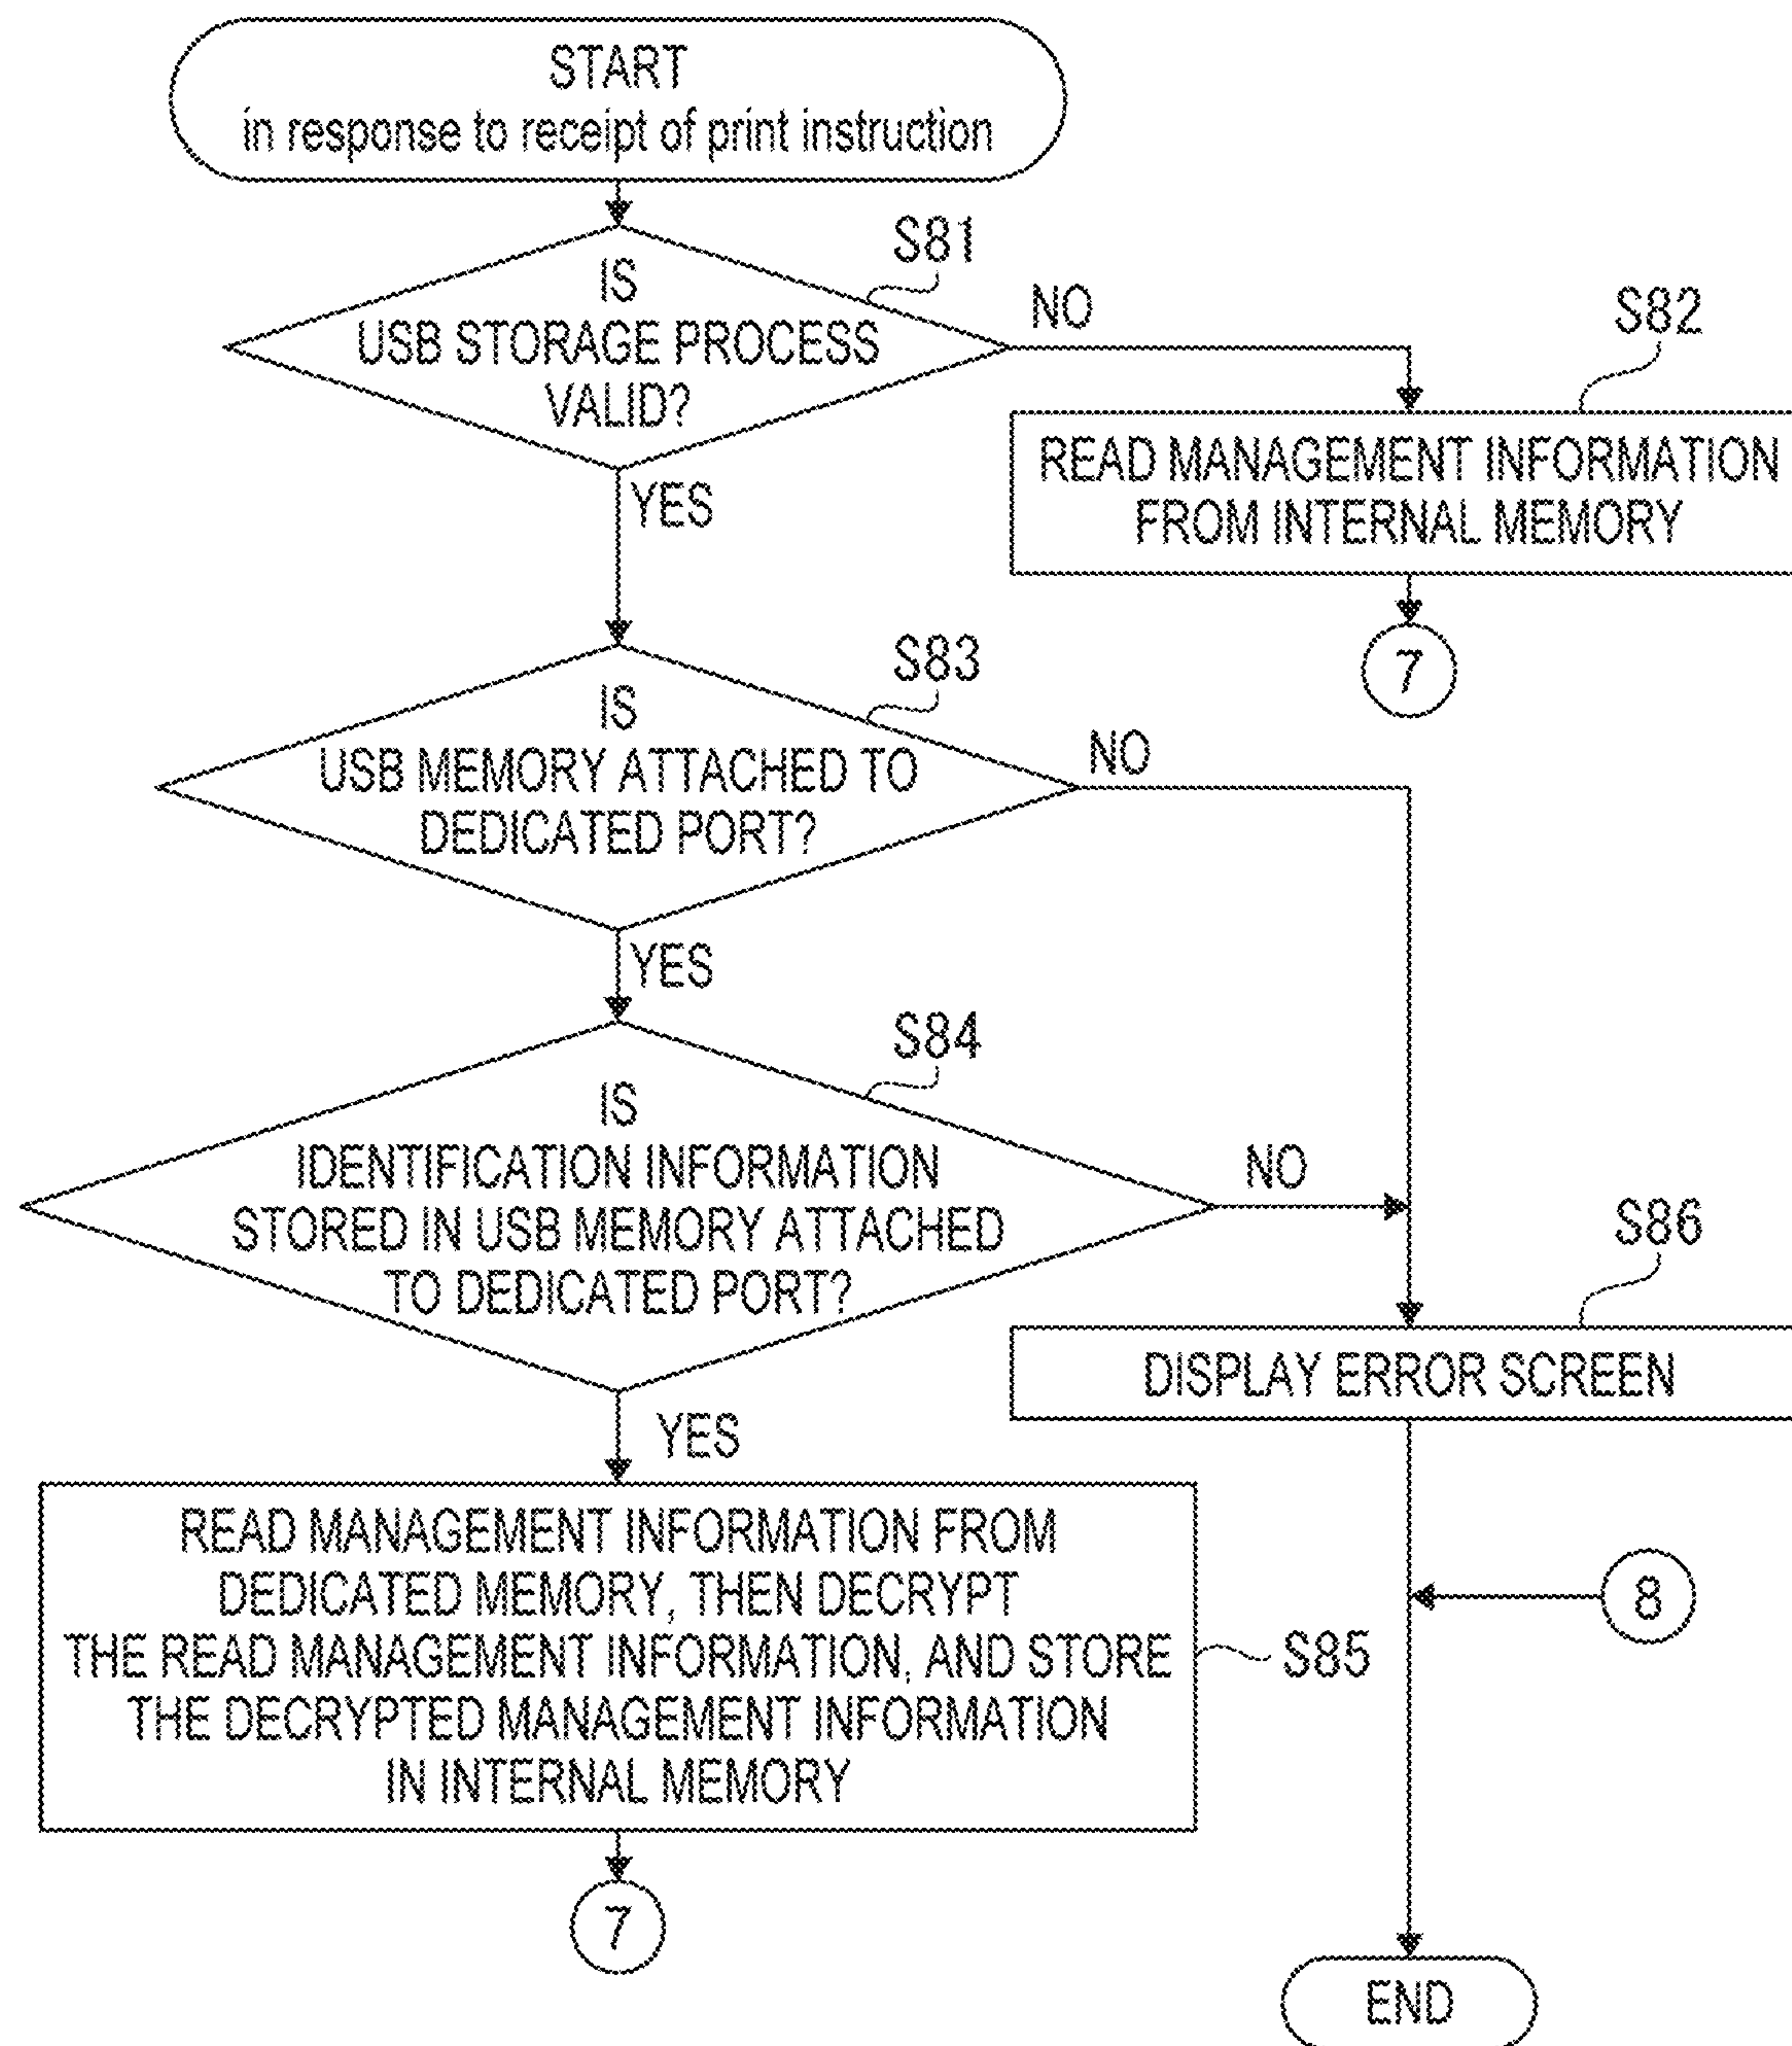 START
in response to receipt of print instruction
S81
IS
USB STORAGE PROCESS
VALID?
NO
YES
S82
READ MANAGEMENT INFORMATION
FROM INTERNAL MEMORY
7
S83
IS
USB MEMORY ATTACHED TO
DEDICATED PORT?
NO
YES
S84
IS
IDENTIFICATION INFORMATION
STORED IN USB MEMORY ATTACHED
TO DEDICATED PORT?
NO
YES
S86
DISPLAY ERROR SCREEN
READ MANAGEMENT INFORMATION FROM
DEDICATED MEMORY, THEN DECRYPT
THE READ MANAGEMENT INFORMATION, AND STORE
THE DECRYPTED MANAGEMENT INFORMATION
IN INTERNAL MEMORY
S85
8
7
END